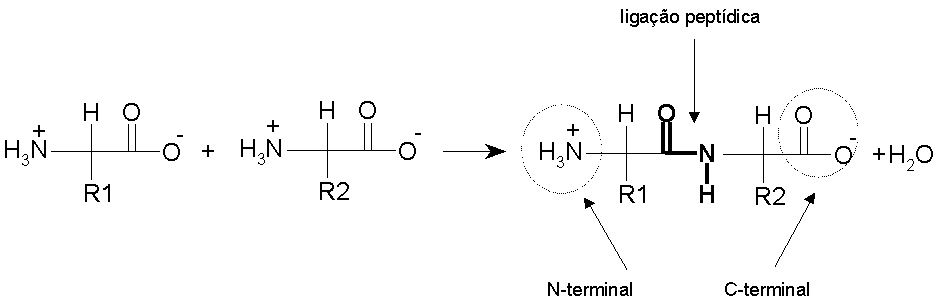 ligação peptídica
H O H O H O H O
H₃N⁺ O⁻ + H₃N⁺ O⁻ H₃N⁺ N O⁻ + H₂O
R1 R2 R1 H R2
N-terminal C-terminal